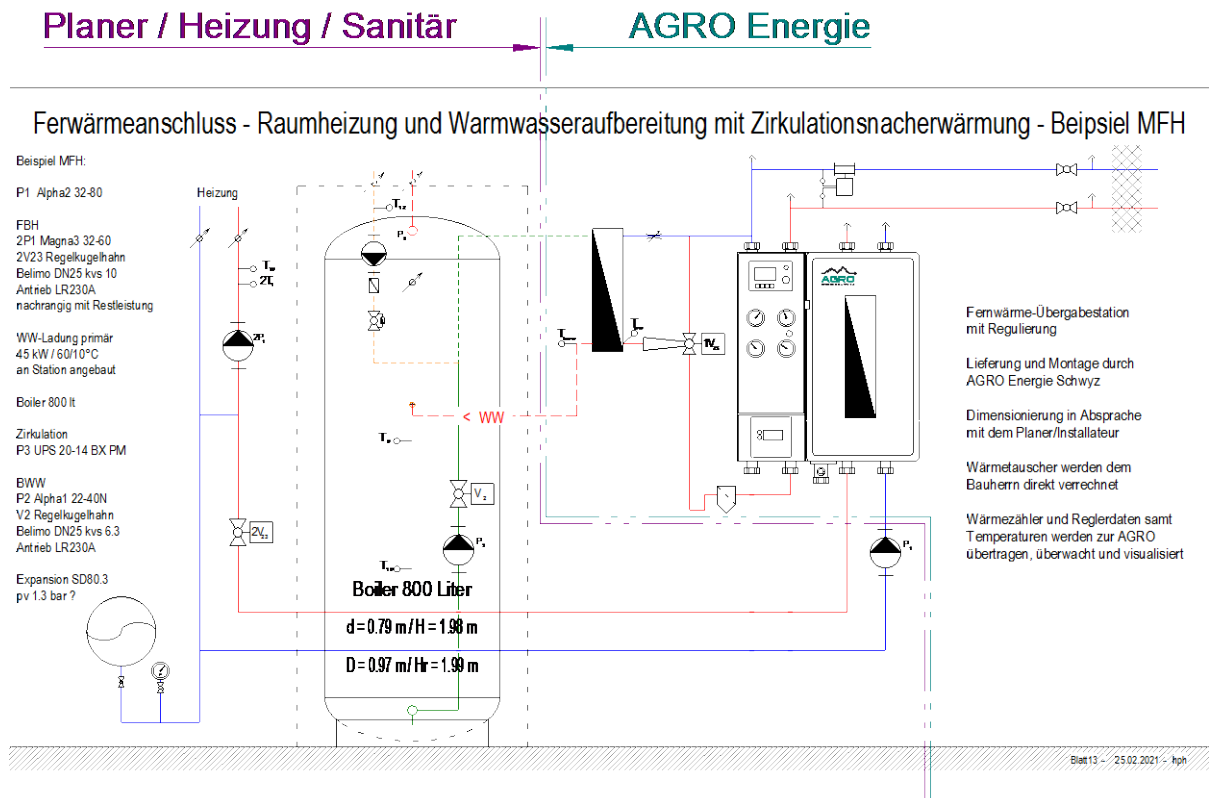 Planer / Heizung / Sanitär
AGRO Energie
Ferwärmeanschluss - Raumheizung und Warmwasseraufbereitung mit Zirkulationsnacherwärmung - Beipsiel MFH
Beispiel MFH:
P1 Alpha2 32-80
FBH
2P1 Magna3 32-60
2V23 Regelkugelhahn
Belimo DN25 kvs 10
Antrieb LR230A
nachrangig mit Restleistung
WW-Ladung primär
45 kW / 60/10°C
an Station angebaut
Boiler 800 lt
Zirkulation
P3 UPS 20-14 BX PM
BWW
P2 Alpha1 22-40N
V2 Regelkugelhahn
Belimo DN25 kvs 6.3
Antrieb LR230A
Expansion SD80.3
pv 1.3 bar ?
Heizung
< WW
Boiler 800 Liter
d = 0.79 m / H = 1.98 m
D = 0.97 m / Hr = 1.99 m
AGRO
Fernwärme-Übergabestation
mit Regulierung
Lieferung und Montage durch
AGRO Energie Schwyz
Dimensionierung in Absprache
mit dem Planer/Installateur
Wärmetauscher werden dem
Bauherrn direkt verrechnet
Wärmezähler und Reglerdaten samt
Temperaturen werden zur AGRO
übertragen, überwacht und visualisiert
Blatt 13 - 25.02.2021 - hph